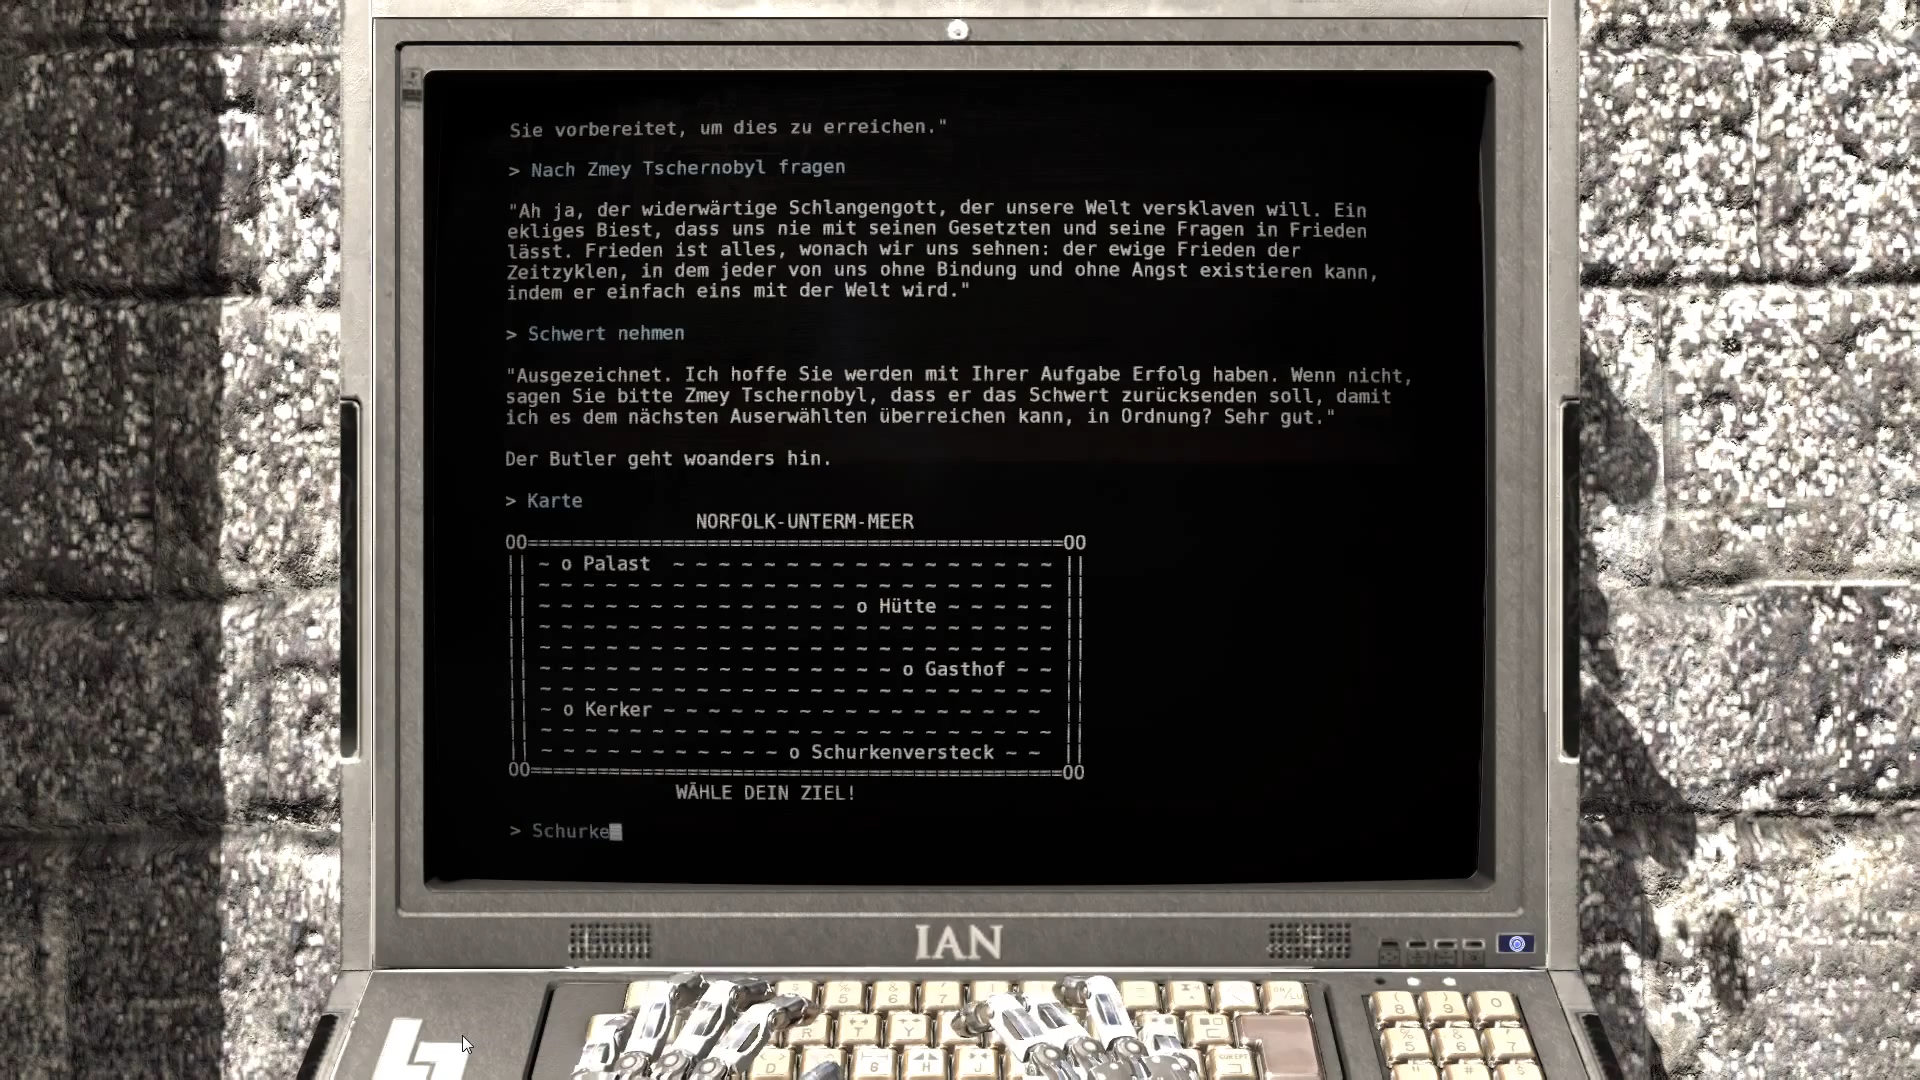 Sie vorbereitet, um dies zu erreichen."
> Nach Zmey Tschernobyl fragen
"Ah ja, der widerwärtige Schlangengott, der unsere Welt versklaven will. Ein
ekliges Biest, dass uns nie mit seinen Gesetzten und seine Fragen in Frieden
lässt. Frieden ist alles, wonach wir uns sehnen: der ewige Frieden der
Zeitzyklen, in dem jeder von uns ohne Bindung und ohne Angst existieren kann,
indem er einfach eins mit der Welt wird."
> Schwert nehmen
"Ausgezeichnet. Ich hoffe Sie werden mit Ihrer Aufgabe Erfolg haben. Wenn nicht,
sagen Sie bitte Zmey Tschernobyl, dass er das Schwert zurücksenden soll, damit
ich es dem nächsten Auserwählten überreichen kann, in Ordnung? Sehr gut."
Der Butler geht woanders hin.
> Karte
NORFOLK-UNTERM-MEER
o Palast
o Hütte
o Gasthof
o Kerker
o Schurkenversteck
WÄHLE DEIN ZIEL!
> Schurke
IAN